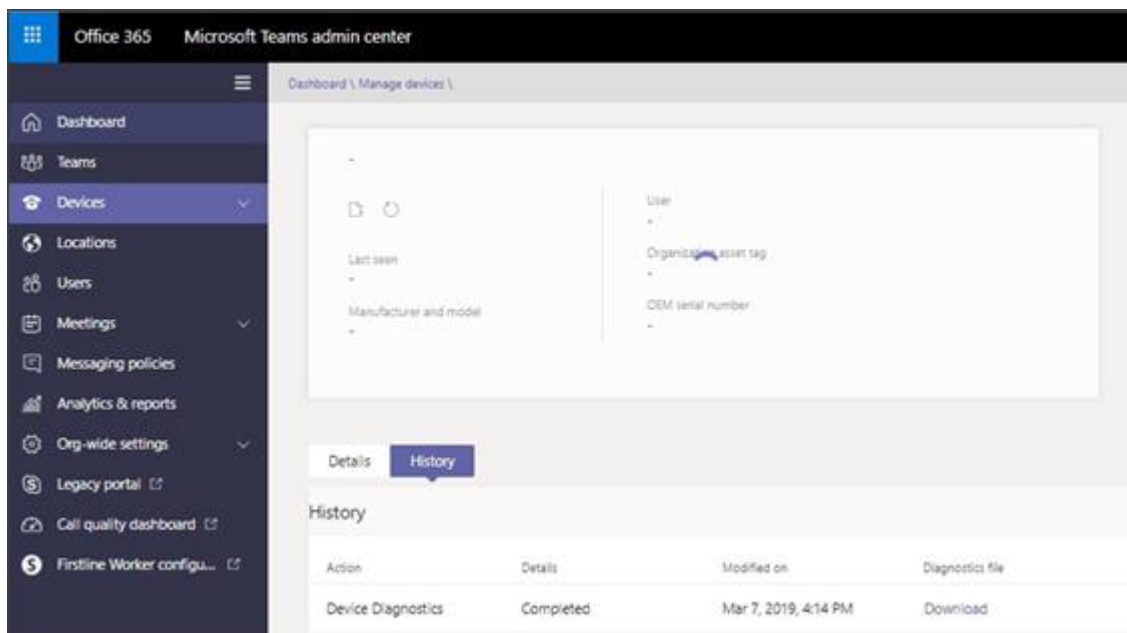 Office 365 Microsoft Teams admin center
Dashboard \ Manage devices \
Dashboard
Teams
Devices
Locations
Users
Meetings
Messaging policies
Analytics & reports
Org-wide settings
Legacy portal
Call quality dashboard
Firstline Worker configu...
-
Last seen
-
Manufacturer and model
-
User
-
Organization asset tag
-
OEM serial number
-
Details History
History
Action Details Modified on Diagnostics file
Device Diagnostics Completed Mar 7, 2019, 4:14 PM Download